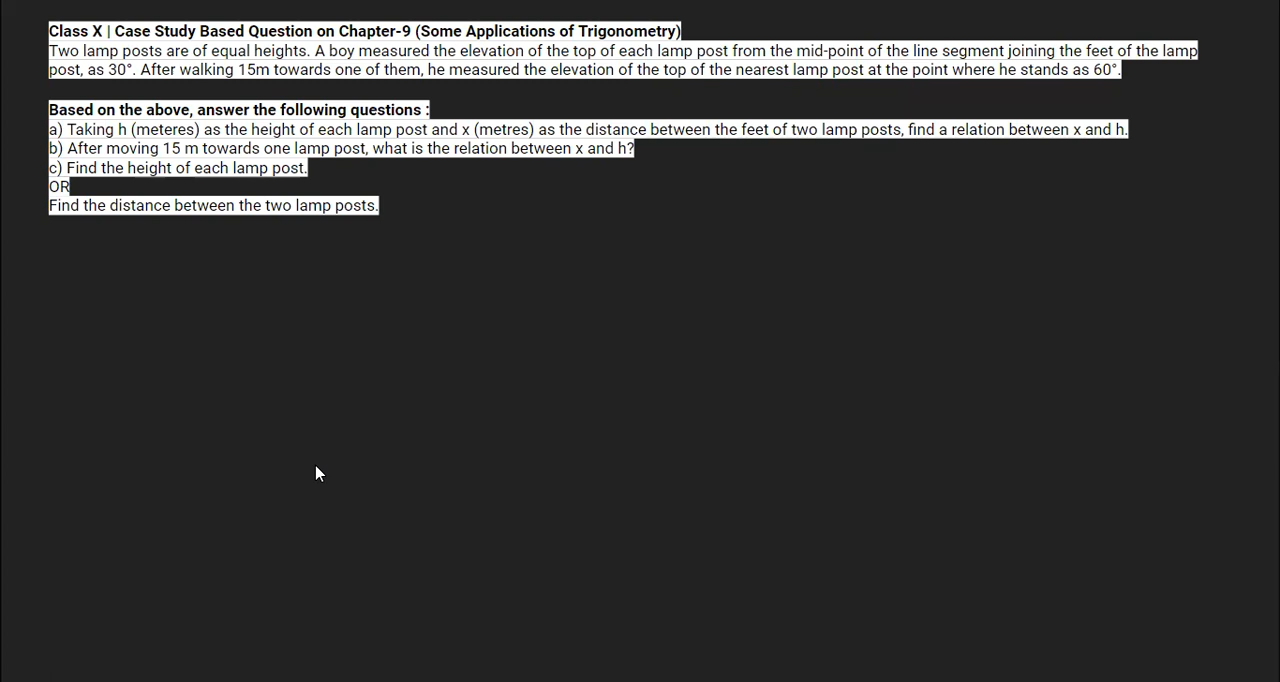 Class X | Case Study Based Question on Chapter-9 (Some Applications of Trigonometry)
Two lamp posts are of equal heights. A boy measured the elevation of the top of each lamp post from the mid-point of the line segment joining the feet of the lamp
post, as 30°. After walking 15m towards one of them, he measured the elevation of the top of the nearest lamp post at the point where he stands as 60°.
Based on the above, answer the following questions :
a) Taking h (meteres) as the height of each lamp post and x (metres) as the distance between the feet of two lamp posts, find a relation between x and h.
b) After moving 15 m towards one lamp post, what is the relation between x and h?
c) Find the height of each lamp post.
OR
Find the distance between the two lamp posts.